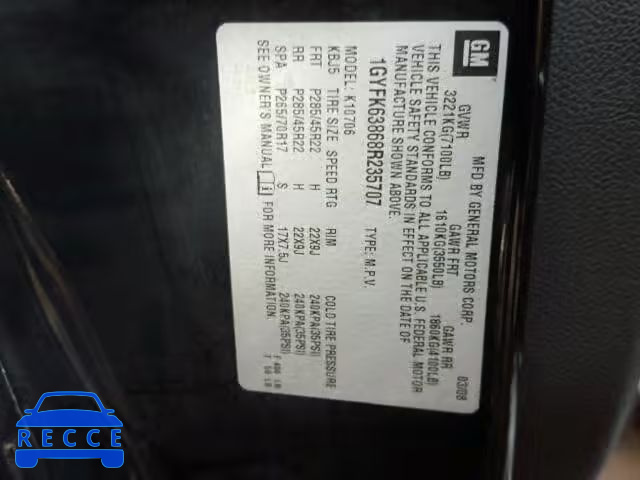 GM
MFD BY GENERAL MOTORS CORP. 03/08
GVWR GAWR FRT GAWR RR
3221KG(7100LB) 1610KG(3550LB) 1860KG(4100LB)
THIS VEHICLE CONFORMS TO ALL APPLICABLE U.S. FEDERAL MOTOR
VEHICLE SAFETY STANDARDS IN EFFECT ON THE DATE OF
MANUFACTURE SHOWN ABOVE.
1GYFK63868R235707 TYPE: M.P.V.
MODEL: K10706
KBJ5 TIRE SIZE SPEED RTG RIM COLD TIRE PRESSURE
FRT P285/45R22 H 22X9J 240KPA(35PSI)
RR P285/45R22 H 22X9J 240KPA(35PSI)
SPA P265/70R17 S 17X7.5J 240KPA(35PSI)
SEE OWNER'S MANUAL i FOR MORE INFORMATION.
RECCE